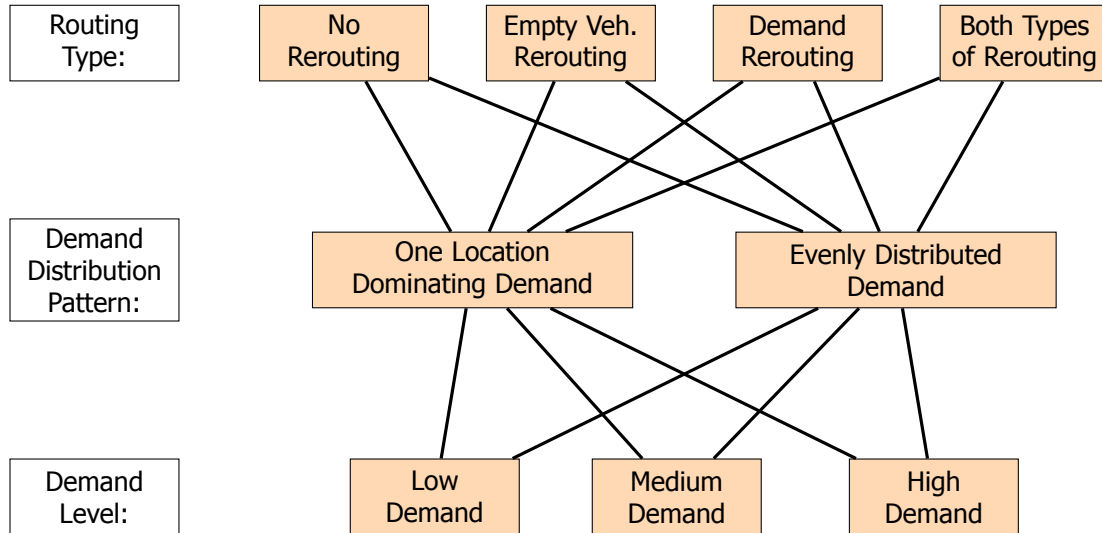 Routing
Type:
No
Rerouting
Empty Veh.
Rerouting
Demand
Rerouting
Both Types
of Rerouting
Demand
Distribution
Pattern:
One Location
Dominating Demand
Evenly Distributed
Demand
Demand
Level:
Low
Demand
Medium
Demand
High
Demand